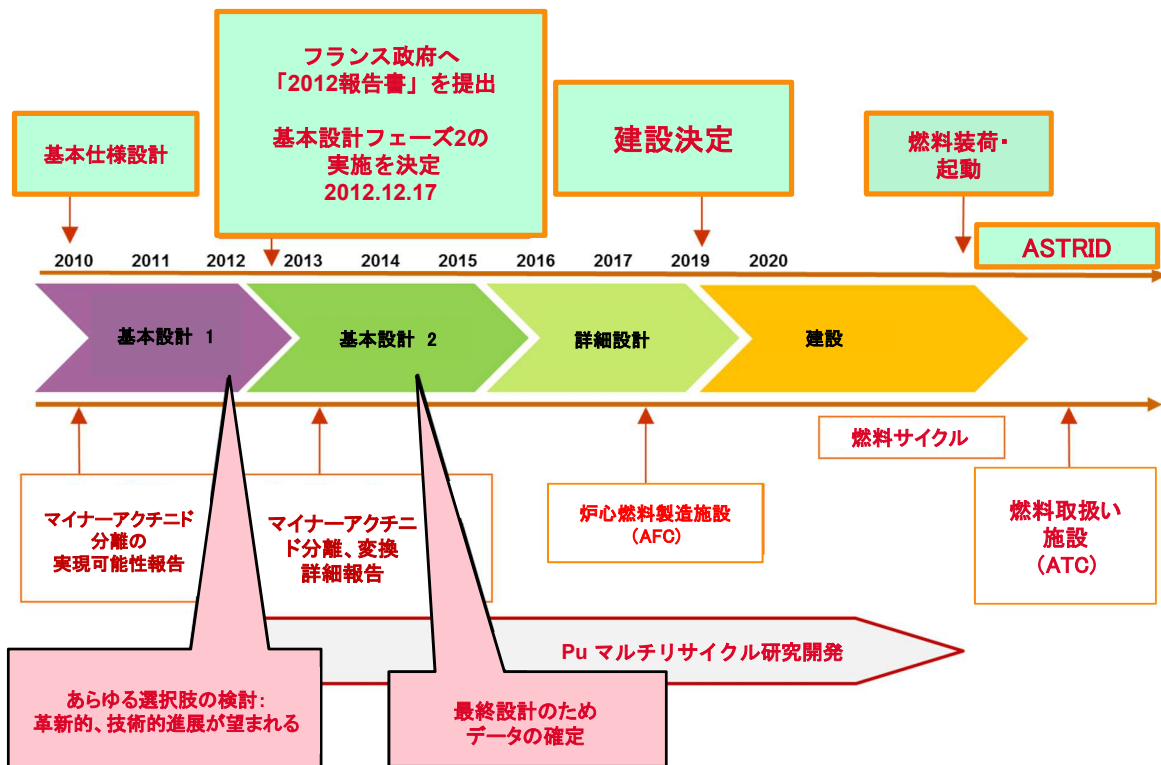 フランス政府へ
「2012報告書」を提出
基本設計フェーズ2の
実施を決定
2012.12.17
基本仕様設計
建設決定
燃料装荷・
起動
ASTRID
2010 2011 2012 2013 2014 2015 2016 2017 2019 2020
基本設計 1
基本設計 2
詳細設計
建設
燃料サイクル
マイナーアクチニド
分離の
実現可能性報告
マイナーアクチニ
ド分離、変換
詳細報告
炉心燃料製造施設
(AFC)
燃料取扱い
施設
(ATC)
Pu マルチリサイクル研究開発
あらゆる選択肢の検討:
革新的、技術的進展が望まれる
最終設計のため
データの確定